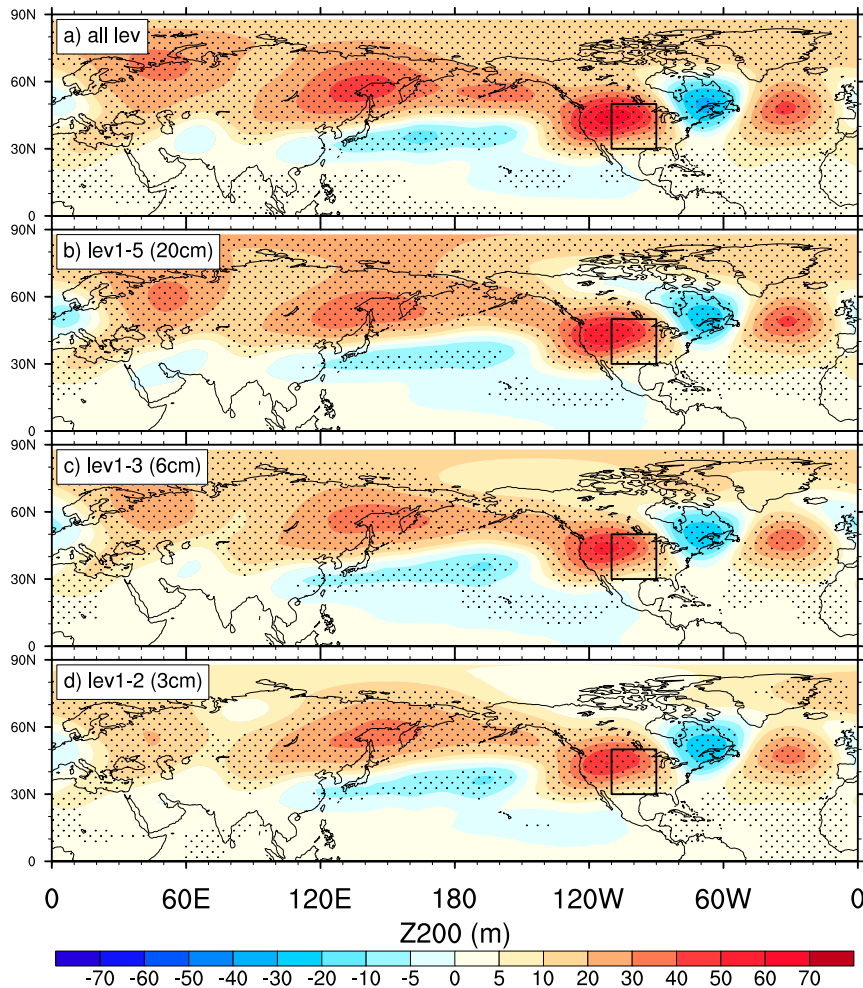 90N
a) all lev
60N
30N
0
b) lev1-5 (20cm)
90N
60N
30N
0
c) lev1-3 (6cm)
90N
60N
30N
0
d) lev1-2 (3cm)
90N
60N
30N
0
0 60E 120E 180 120W 60W 0
Z200 (m)
-70 -60 -50 -40 -30 -20 -10 -5 0 5 10 20 30 40 50 60 70